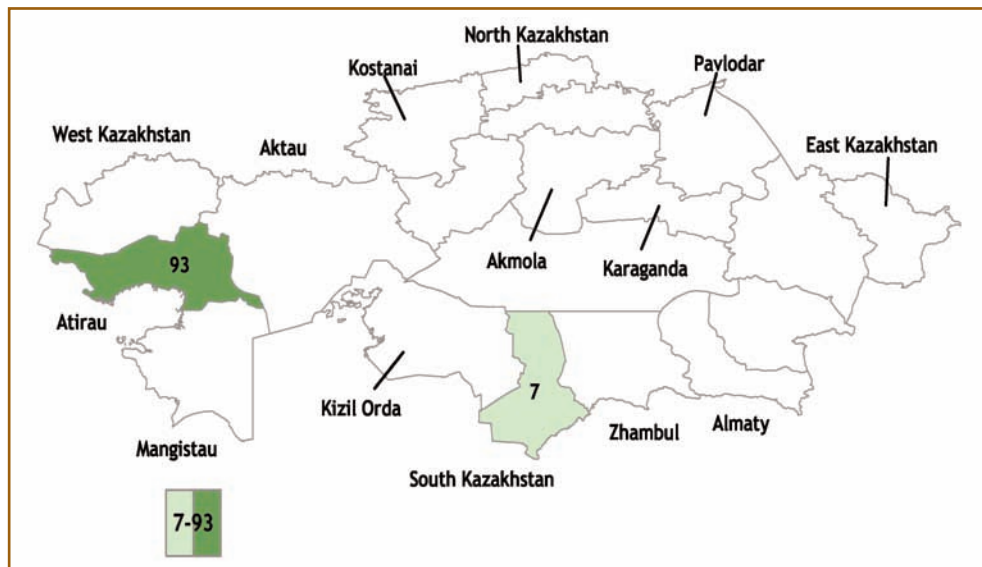 North Kazakhstan
Kostanai
Pavlodar
West Kazakhstan
Aktau
East Kazakhstan
93
Akmola
Karaganda
Atirau
7
Kizil Orda
Zhambul
Almaty
Mangistau
South Kazakhstan
7-93